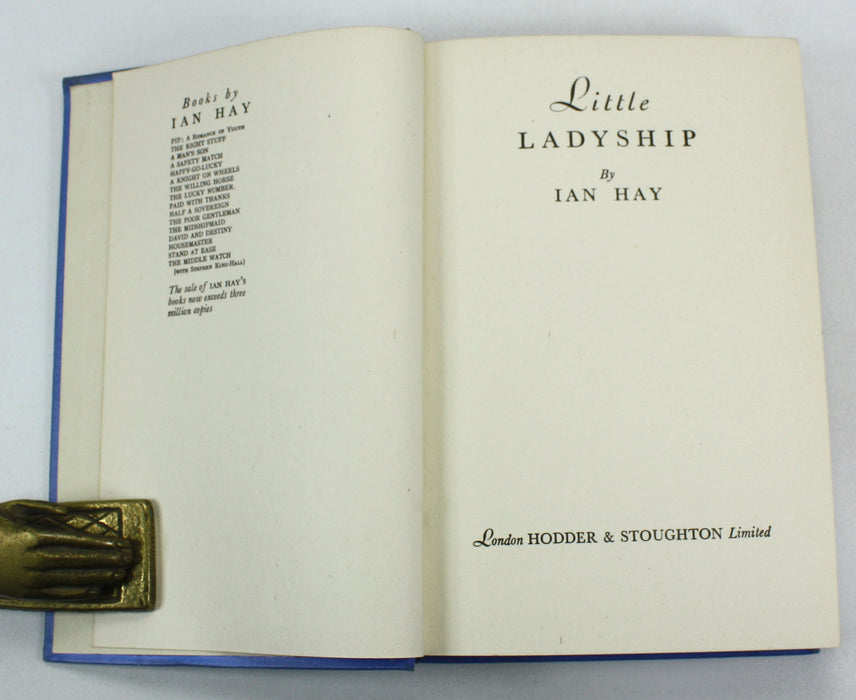 Books by
IAN HAY
PIP: A ROMANCE OF YOUTH
THE RIGHT STUFF
A MAN'S SON
A SAFETY MATCH
HAPPY-GO-LUCKY
A KNIGHT ON WHEELS
THE WILLING HORSE
THE LUCKY NUMBER
PAID WITH THANKS
HALF A SOVEREIGN
THE POOR GENTLEMAN
THE MIDSHIPMAID
DAVID AND DESTINY
HOUSEMASTER
STAND AT EASE
THE MIDDLE WATCH
(WITH STEPHEN KING-HALL)
The sale of IAN HAY'S
books now exceeds three
million copies
Little
LADYSHIP
By
IAN HAY
London HODDER & STOUGHTON Limited